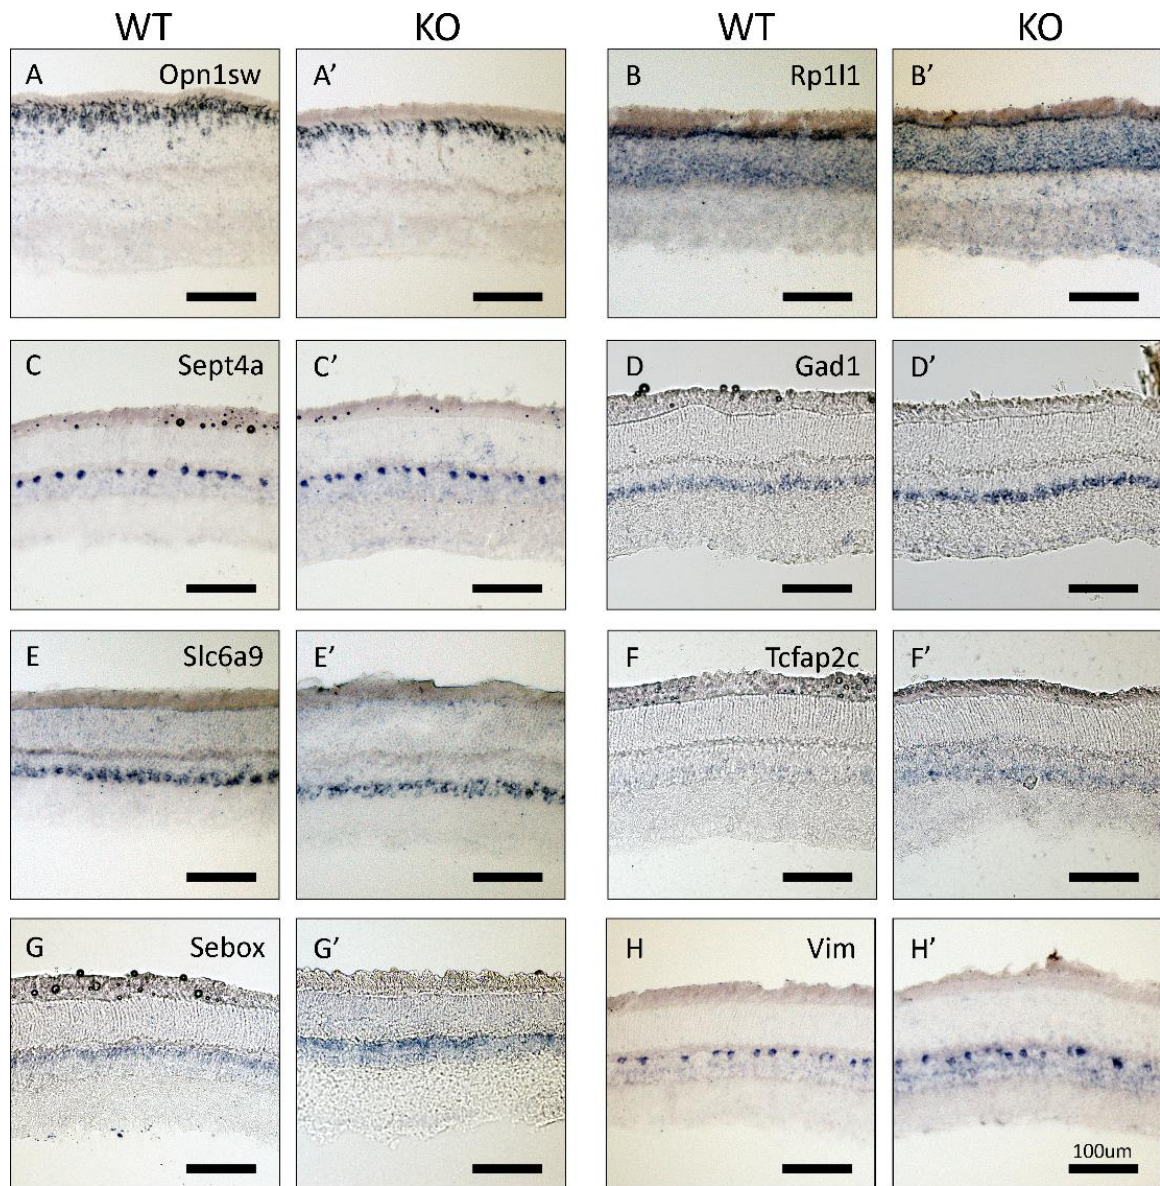 WT KO WT KO
A Opn1sw A’ B Rp1l1 B’
C Sept4a C’ D Gad1 D’
E Slc6a9 E’ F Tcfap2c F’
G Sebox G’ H Vim H’
100um